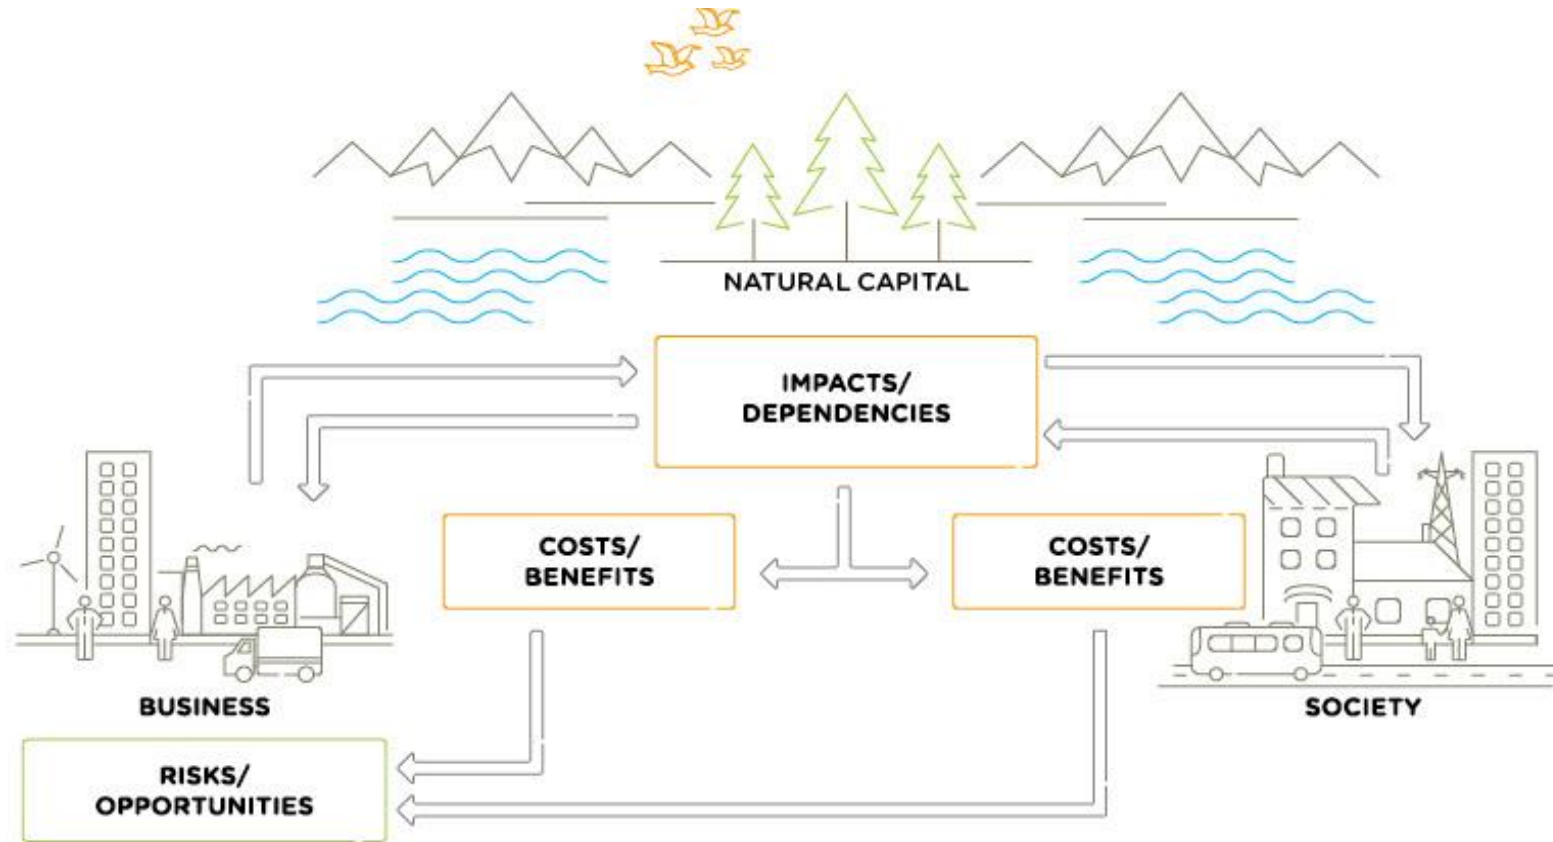 NATURAL CAPITAL
IMPACTS/
DEPENDENCIES
COSTS/
BENEFITS
COSTS/
BENEFITS
BUSINESS
SOCIETY
RISKS/
OPPORTUNITIES